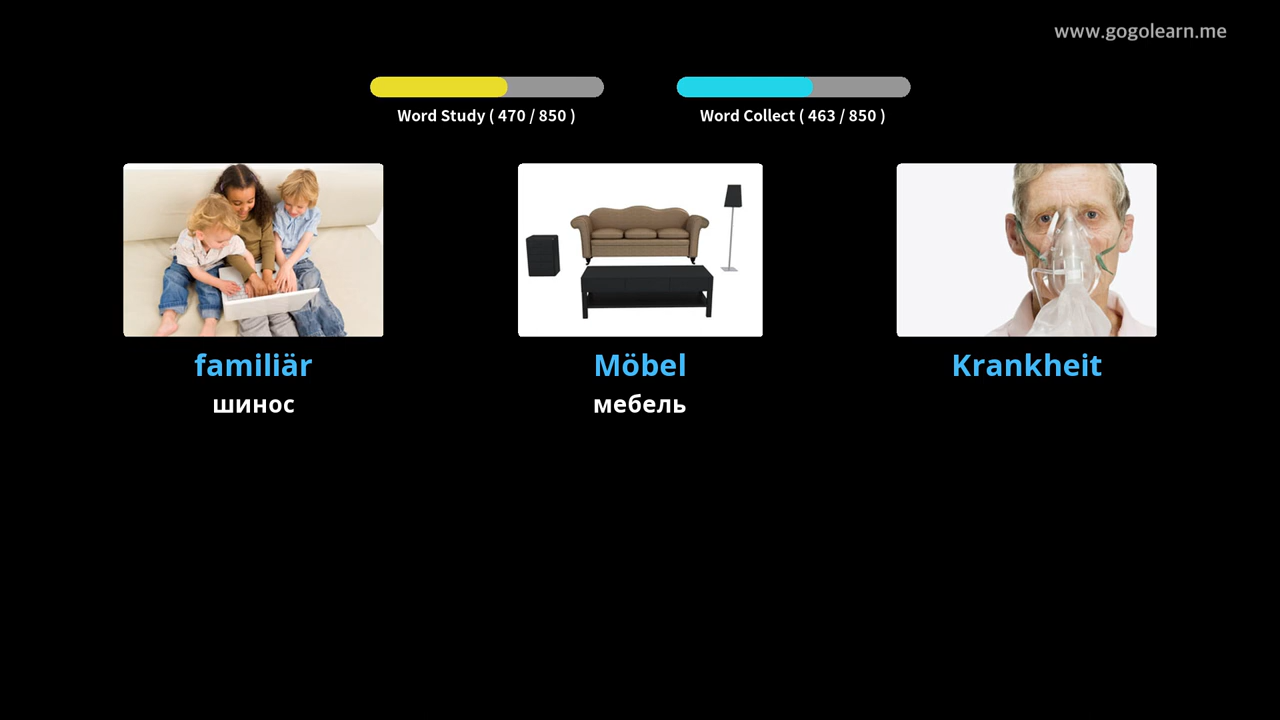 www.gogolearn.me
Word Study ( 470 / 850 )
Word Collect ( 463 / 850 )
familiär
шинос
Möbel
мебель
Krankheit